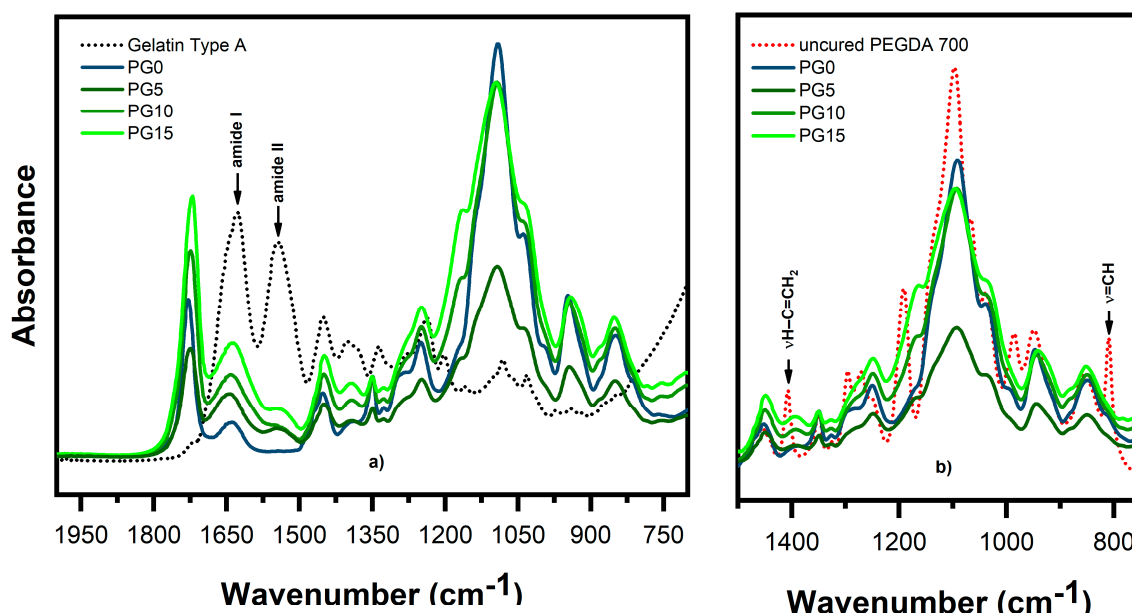 Gelatin Type A
PG0
PG5
PG10
PG15
amide I
amide II
Absorbance
a)
1950 1800 1650 1500 1350 1200 1050 900 750
Wavenumber (cm-1)
uncured PEGDA 700
PG0
PG5
PG10
PG15
νH–C=CH2
ν=CH
b)
1400 1200 1000 800
Wavenumber (cm-1)